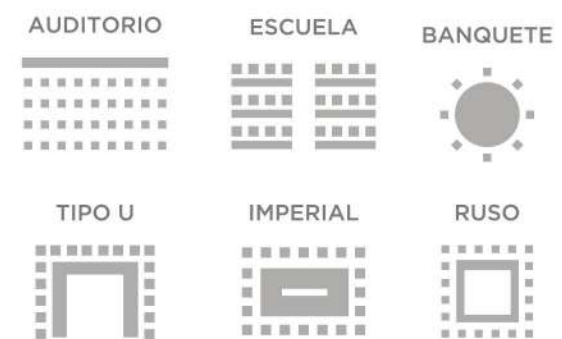 AUDITORIO
ESCUELA
BANQUETE
TIPO U
IMPERIAL
RUSO